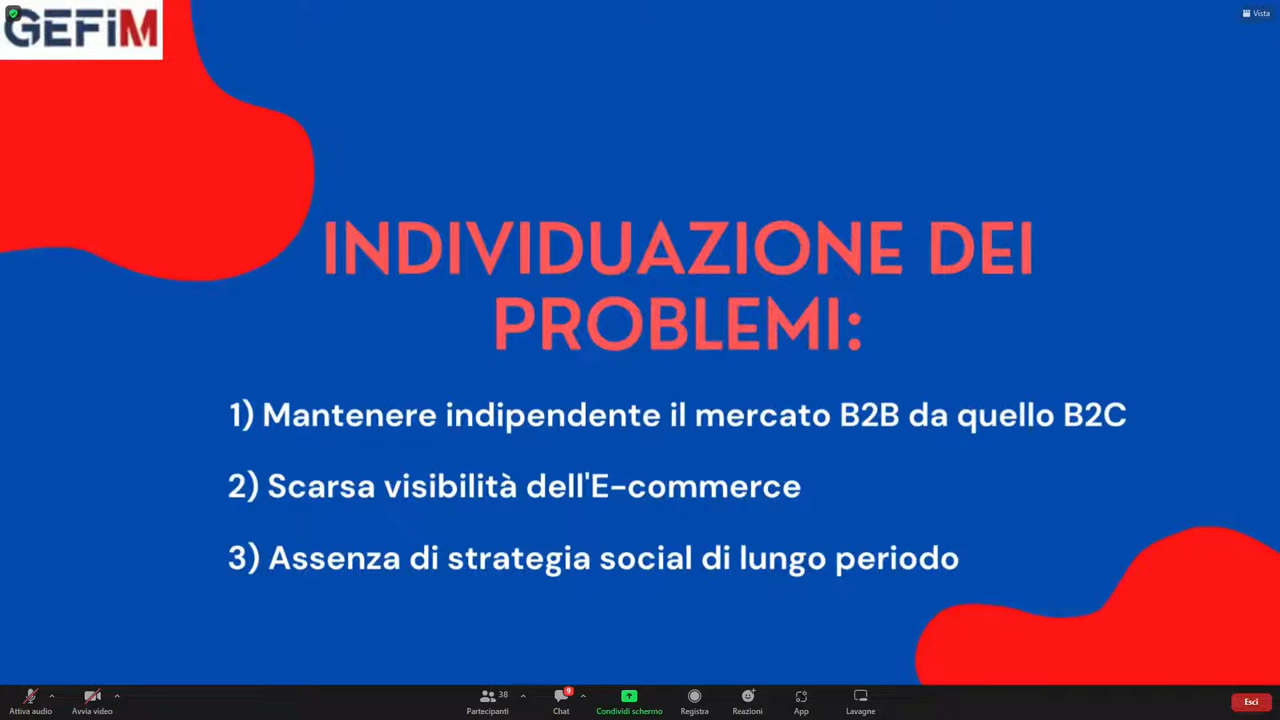 GEFiM
Vista
INDIVIDUAZIONE DEI
PROBLEMI:
1) Mantenere indipendente il mercato B2B da quello B2C
2) Scarsa visibilità dell'E-commerce
3) Assenza di strategia social di lungo periodo
38
9
Attiva audio
Avvia video
Partecipanti
Chat
Condividi schermo
Registra
Reazioni
App
Lavagne
Esci